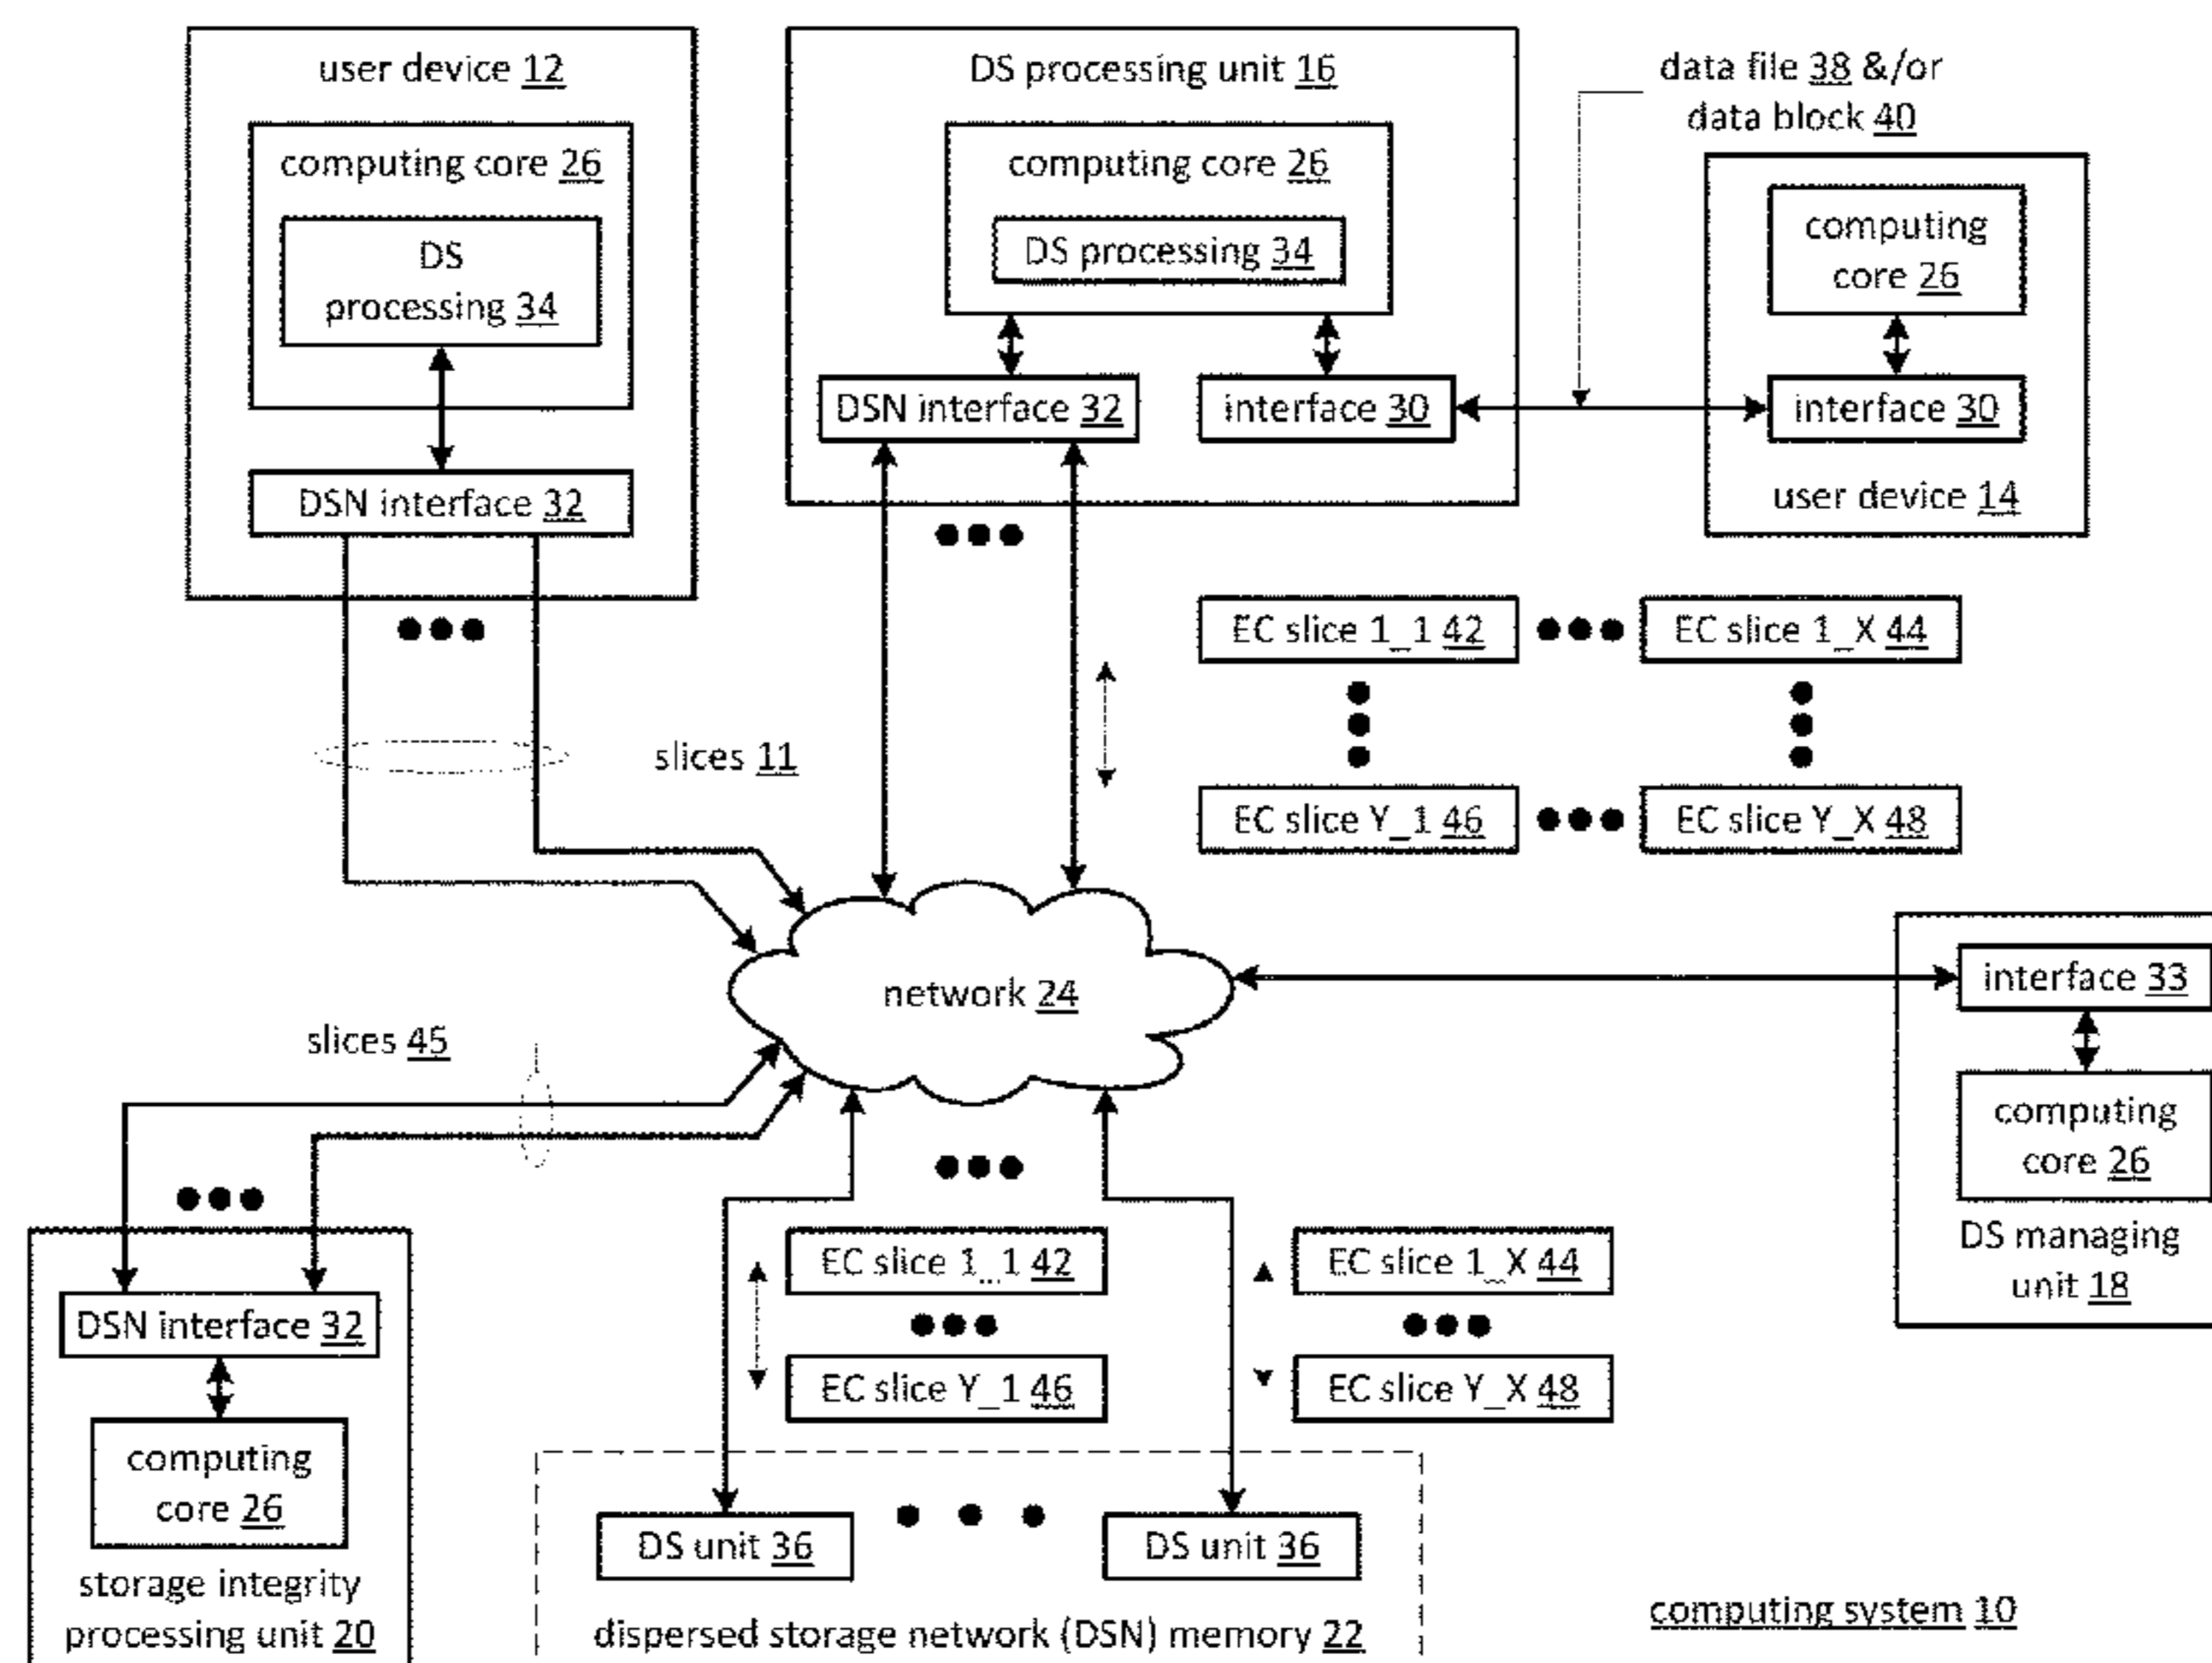 user device 12
computing core 26
DS
processing 34
DSN interface 32
DS processing unit 16
computing core 26
DS processing 34
DSN interface 32
interface 30
data file 38 &/or
data block 40
computing
core 26
interface 30
user device 14
slices 11
EC slice 1_1 42
EC slice 1_X 44
EC slice Y_1 46
EC slice Y_X 48
network 24
interface 33
computing
core 26
DS managing
unit 18
slices 45
DSN interface 32
computing
core 26
storage integrity
processing unit 20
EC slice 1_1 42
EC slice 1_X 44
EC slice Y_1 46
EC slice Y_X 48
DS unit 36
DS unit 36
dispersed storage network (DSN) memory 22
computing system 10